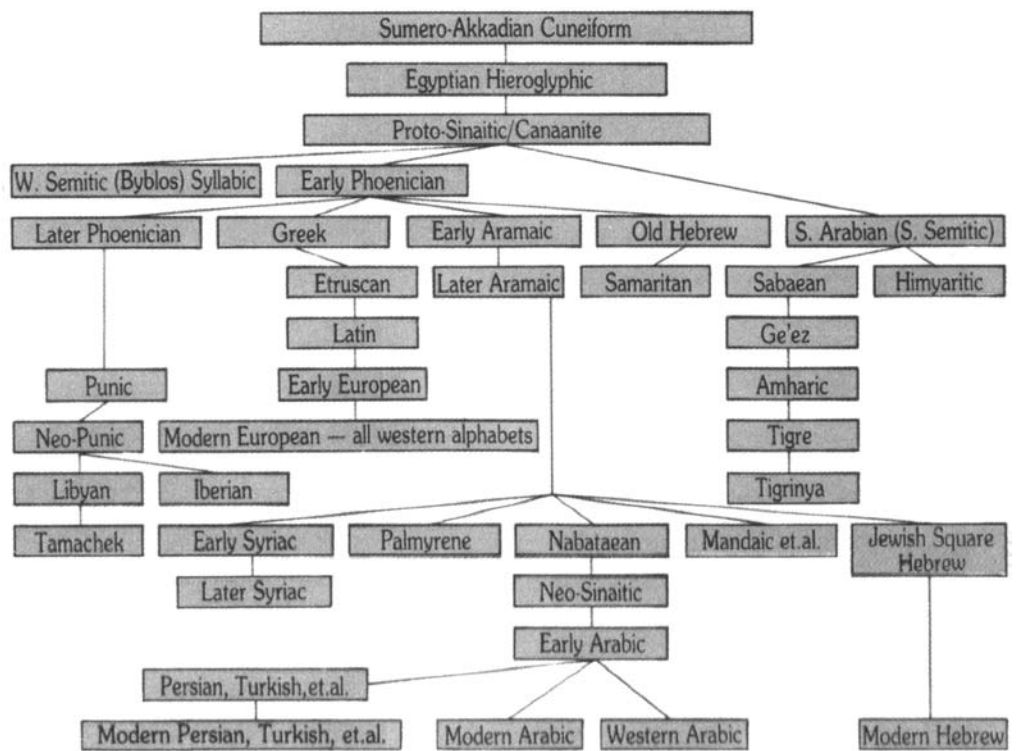 Sumero-Akkadian Cuneiform
Egyptian Hieroglyphic
Proto-Sinaitic/Canaanite
W. Semitic (Byblos) Syllabic
Early Phoenician
Later Phoenician
Greek
Early Aramaic
Old Hebrew
S. Arabian (S. Semitic)
Etruscan
Later Aramaic
Samaritan
Sabaean
Himyaritic
Latin
Ge'ez
Punic
Early European
Amharic
Neo-Punic
Modern European — all western alphabets
Tigre
Libyan
Iberian
Tigrinya
Tamachek
Early Syriac
Palmyrene
Nabataean
Mandaic et.al.
Jewish Square
Hebrew
Later Syriac
Neo-Sinaitic
Early Arabic
Persian, Turkish,et.al.
Modern Persian, Turkish, et.al.
Modern Arabic
Western Arabic
Modern Hebrew